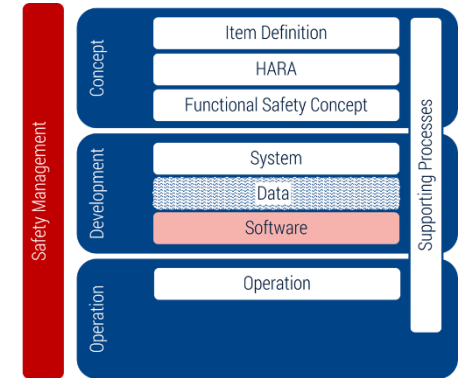 Safety Management
Concept
Item Definition
HARA
Functional Safety Concept
Development
System
Data
Software
Operation
Operation
Supporting Processes